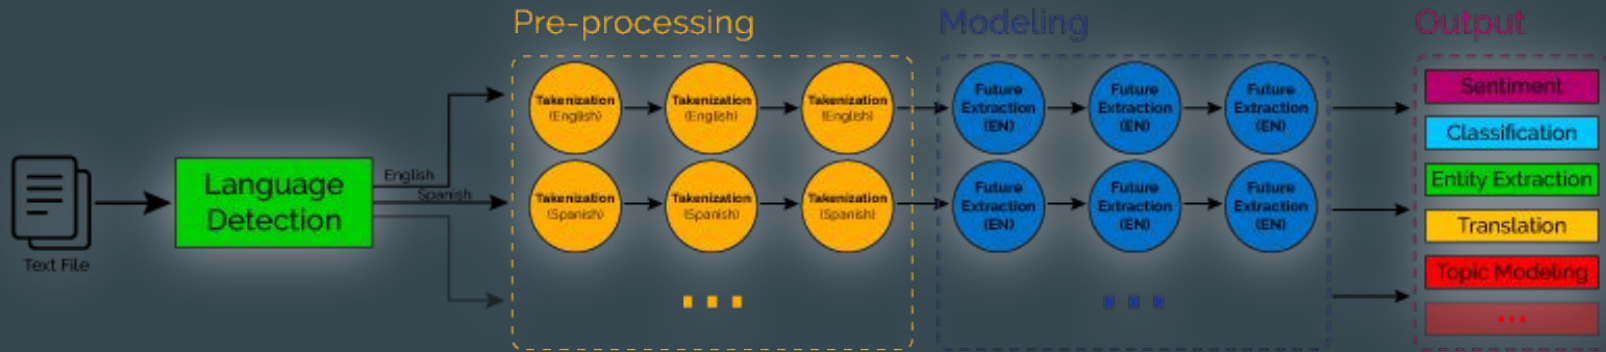 Pre-processing
Modeling
Output
Text File
Language
Detection
English
Spanish
Takenization
(English)
Takenization
(English)
Takenization
(English)
Takenization
(Spanish)
Takenization
(Spanish)
Takenization
(Spanish)
...
Future
Extraction
(EN)
Future
Extraction
(EN)
Future
Extraction
(EN)
Future
Extraction
(EN)
Future
Extraction
(EN)
Future
Extraction
(EN)
...
Sentiment
Classification
Entity Extraction
Translation
Topic Modeling
...